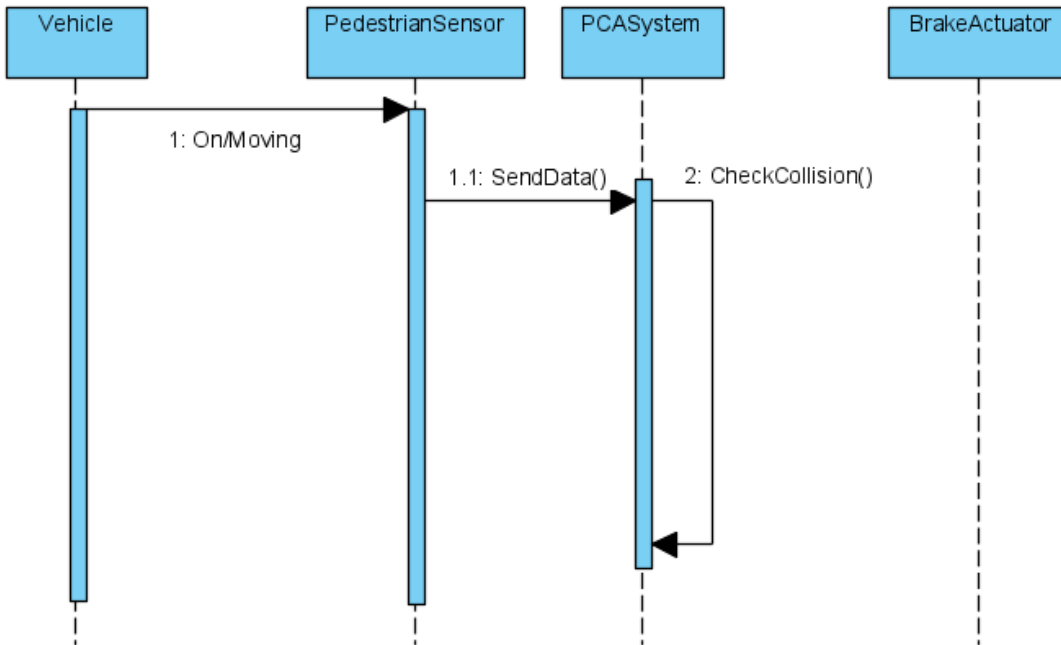 Vehicle
PedestrianSensor
PCASystem
BrakeActuator
1: On/Moving
1.1: SendData()
2: CheckCollision()